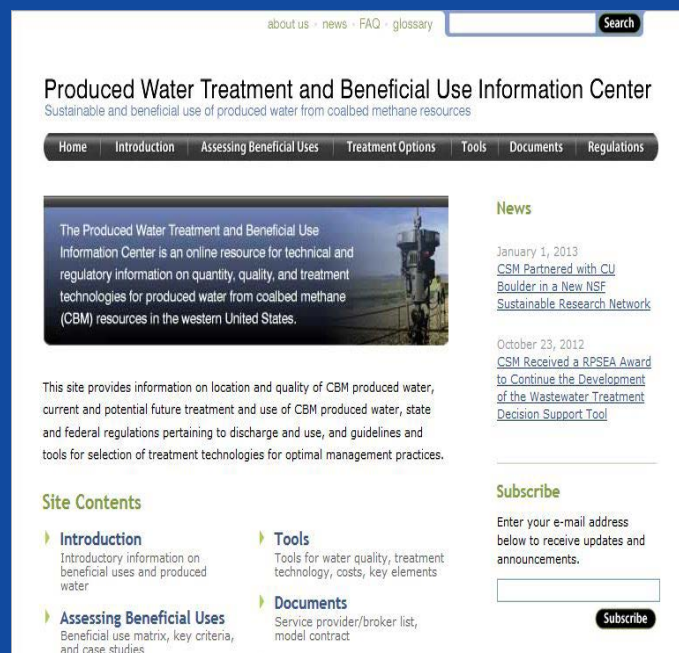 about us · news · FAQ · glossary
Search
Produced Water Treatment and Beneficial Use Information Center
Sustainable and beneficial use of produced water from coalbed methane resources
Home Introduction Assessing Beneficial Uses Treatment Options Tools Documents Regulations
The Produced Water Treatment and Beneficial Use
Information Center is an online resource for technical and
regulatory information on quantity, quality, and treatment
technologies for produced water from coalbed methane
(CBM) resources in the western United States.
This site provides information on location and quality of CBM produced water,
current and potential future treatment and use of CBM produced water, state
and federal regulations pertaining to discharge and use, and guidelines and
tools for selection of treatment technologies for optimal management practices.
Site Contents
Introduction
Introductory information on
beneficial uses and produced
water
Assessing Beneficial Uses
Beneficial use matrix, key criteria,
and case studies
Tools
Tools for water quality, treatment
technology, costs, key elements
Documents
Service provider/broker list,
model contract
News
January 1, 2013
CSM Partnered with CU
Boulder in a New NSF
Sustainable Research Network
October 23, 2012
CSM Received a RPSEA Award
to Continue the Development
of the Wastewater Treatment
Decision Support Tool
Subscribe
Enter your e-mail address
below to receive updates and
announcements.
Subscribe